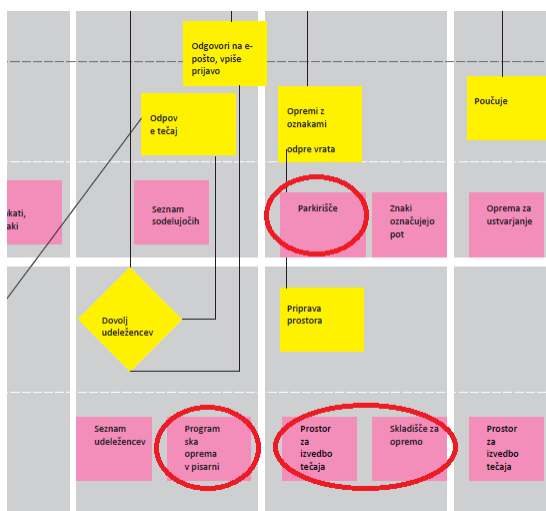 Odgovori na e-
pošto, vpiše
prijavo
Odpov
e tečaj
Opremi z
oznakami
odpre vrata
Poučuje
kati,
aki
Seznam
sodelujočih
Parkirišče
Znaki
označujejo
pot
Oprema za
ustvarjanje
Dovolj
udeležencev
Priprava
prostora
Seznam
udeležencev
Program
ska
oprema
v pisarni
Prostor
za
izvedbo
tečaja
Skladišče za
opremo
Prostor
za
izvedbo
tečaja